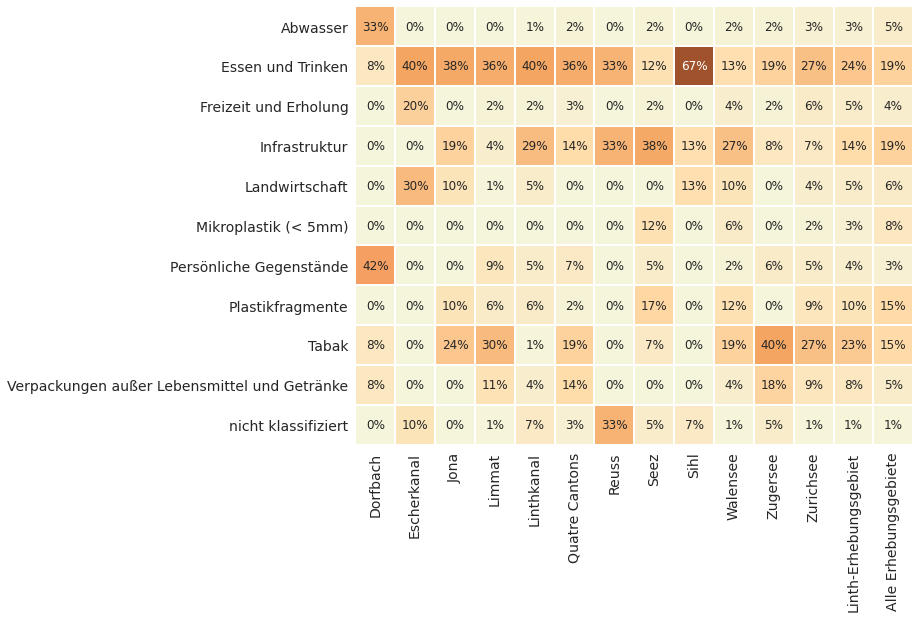 Abwasser 33% 0% 0% 0% 1% 2% 0% 2% 0% 2% 2% 3% 3% 5%
Essen und Trinken 8% 40% 38% 36% 40% 36% 33% 12% 67% 13% 19% 27% 24% 19%
Freizeit und Erholung 0% 20% 0% 2% 2% 3% 0% 2% 0% 4% 2% 6% 5% 4%
Infrastruktur 0% 0% 19% 4% 29% 14% 33% 38% 13% 27% 8% 7% 14% 19%
Landwirtschaft 0% 30% 10% 1% 5% 0% 0% 0% 13% 10% 0% 4% 5% 6%
Mikroplastik (< 5mm) 0% 0% 0% 0% 0% 0% 0% 12% 0% 6% 0% 2% 3% 8%
Persönliche Gegenstände 42% 0% 0% 9% 5% 7% 0% 5% 0% 2% 6% 5% 4% 3%
Plastikfragmente 0% 0% 10% 6% 6% 2% 0% 17% 0% 12% 0% 9% 10% 15%
Tabak 8% 0% 24% 30% 1% 19% 0% 7% 0% 19% 40% 27% 23% 15%
Verpackungen außer Lebensmittel und Getränke 8% 0% 0% 11% 4% 14% 0% 0% 0% 4% 18% 9% 8% 5%
nicht klassifiziert 0% 10% 0% 1% 7% 3% 33% 5% 7% 1% 5% 1% 1% 1%
Dorfbach
Escherkanal
Jona
Limmat
Linthkanal
Quatre Cantons
Reuss
Seez
Sihl
Walensee
Zugersee
Zurichsee
Linth-Erhebungsgebiet
Alle Erhebungsgebiete